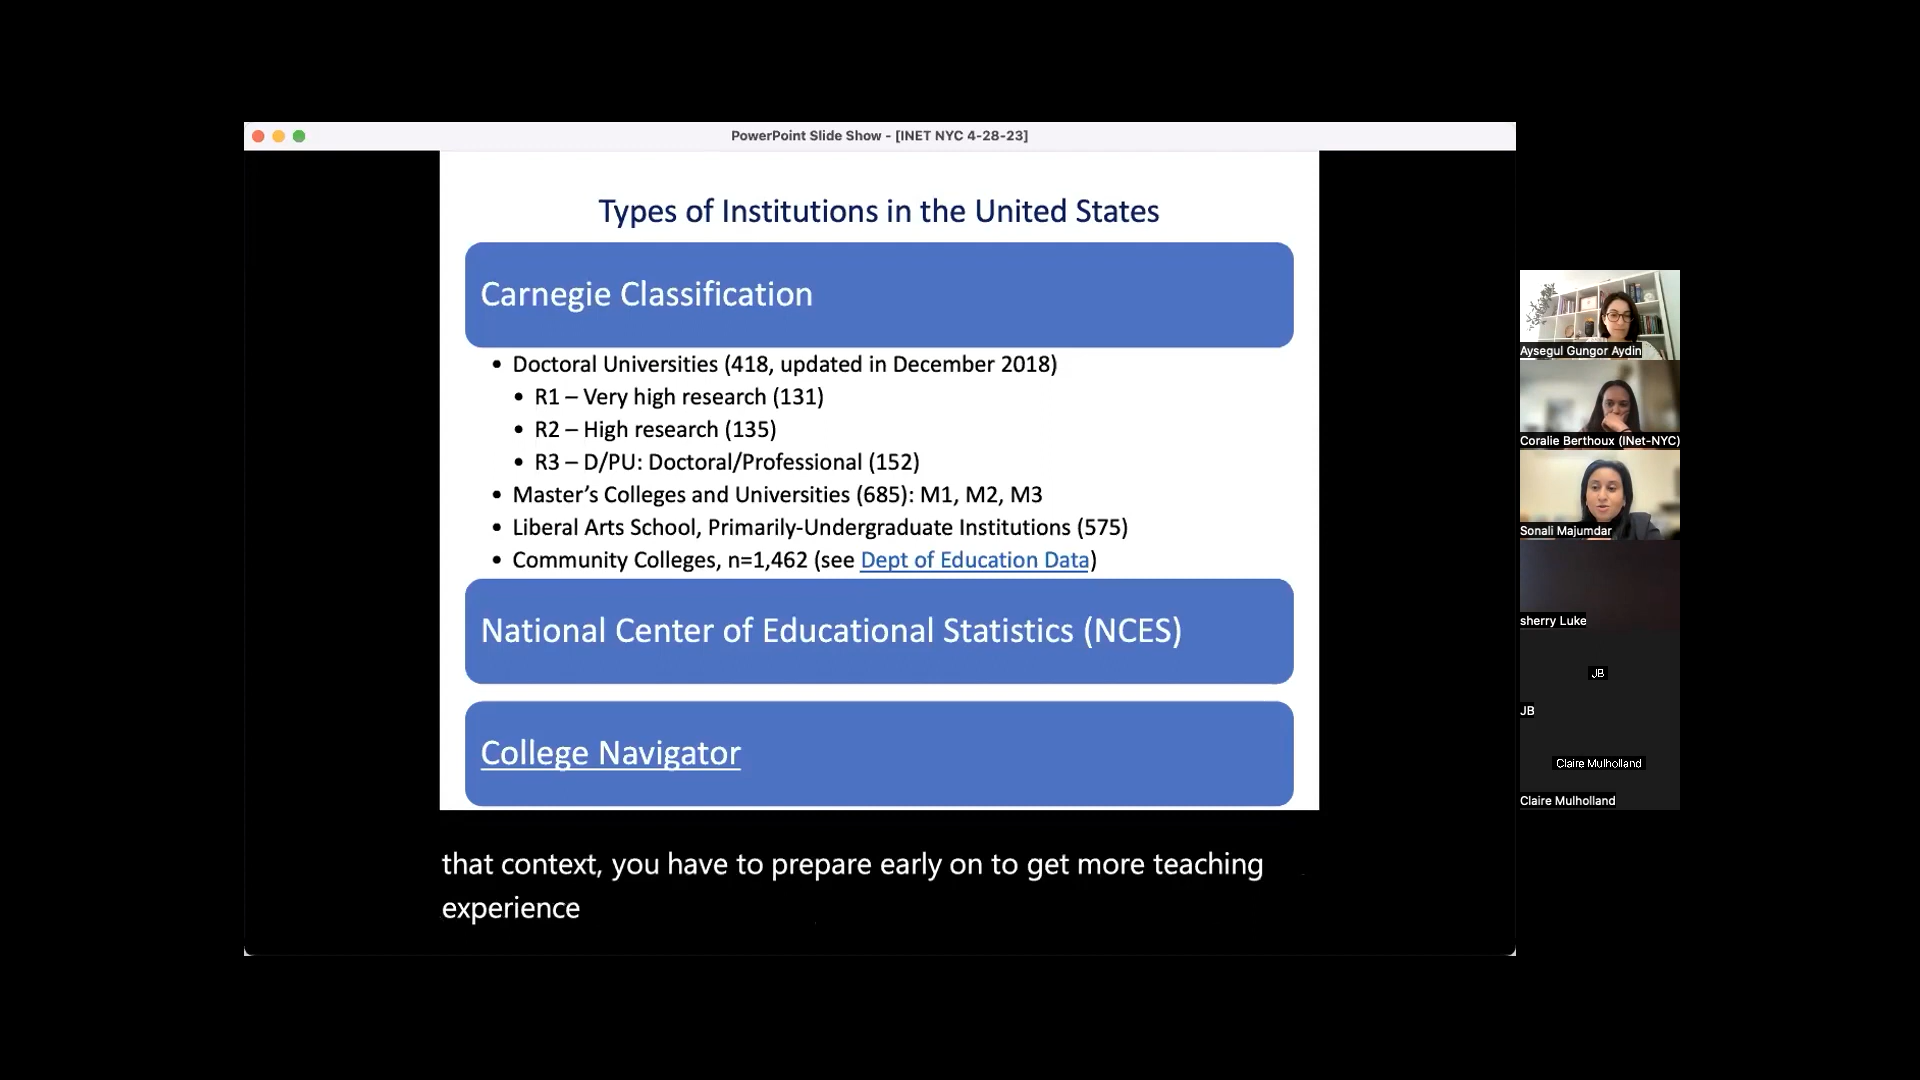 PowerPoint Slide Show - [INET NYC 4-28-23]
Types of Institutions in the United States
Carnegie Classification
• Doctoral Universities (418, updated in December 2018)
• R1 – Very high research (131)
• R2 – High research (135)
• R3 – D/PU: Doctoral/Professional (152)
• Master’s Colleges and Universities (685): M1, M2, M3
• Liberal Arts School, Primarily-Undergraduate Institutions (575)
• Community Colleges, n=1,462 (see Dept of Education Data)
National Center of Educational Statistics (NCES)
College Navigator
that context, you have to prepare early on to get more teaching
experience
Aysegul Gungor Aydin
Coralie Berthoux (INet-NYC)
Sonali Majumdar
sherry Luke
JB
JB
Claire Mulholland
Claire Mulholland